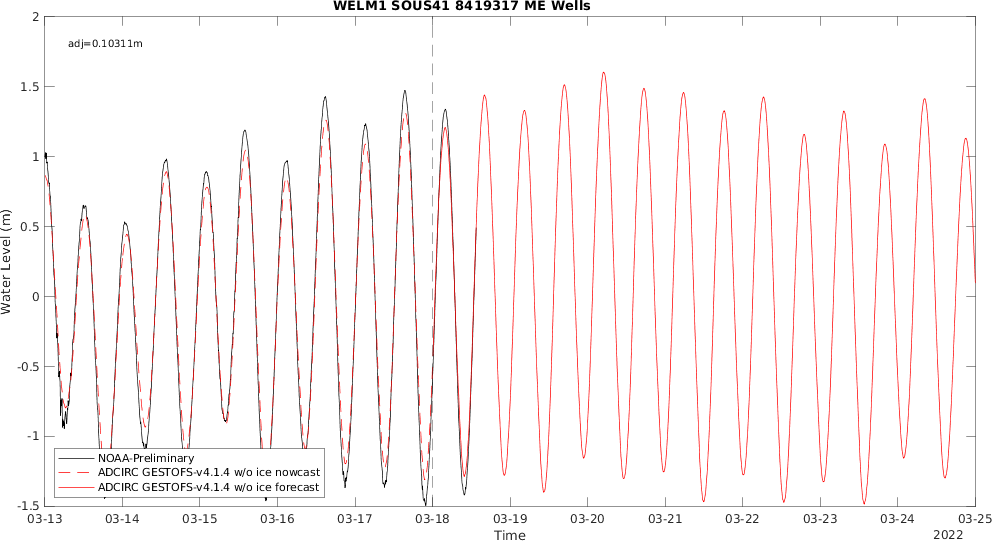 WELM1 SOUS41 8419317 ME Wells
adj=0.10311m
2
1.5
1
0.5
0
-0.5
-1
-1.5
Water Level (m)
NOAA-Preliminary
ADCIRC GESTOFS-v4.1.4 w/o ice nowcast
ADCIRC GESTOFS-v4.1.4 w/o ice forecast
03-13 03-14 03-15 03-16 03-17 03-18 03-19 03-20 03-21 03-22 03-23 03-24 03-25
Time
2022